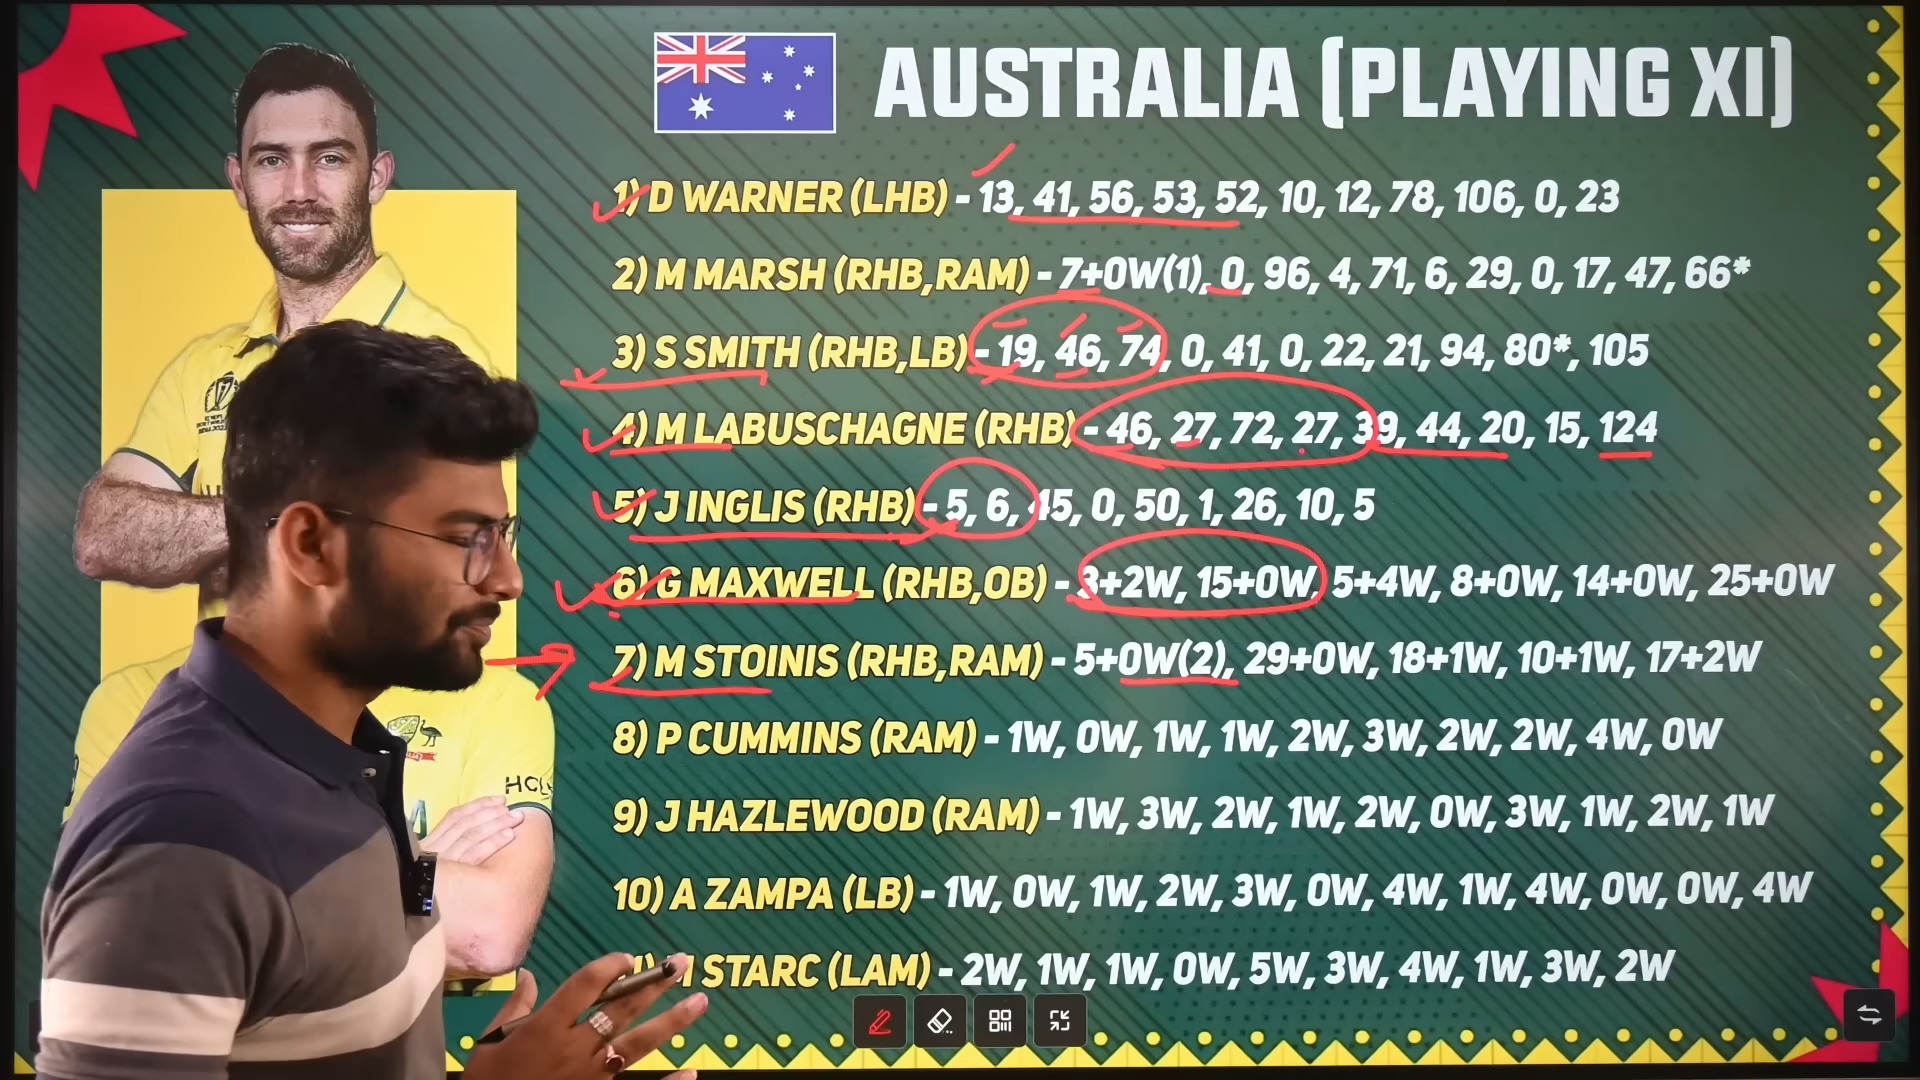 AUSTRALIA (PLAYING XI)
1) D WARNER (LHB) - 13, 41, 56, 53, 52, 10, 12, 78, 106, 0, 23
2) M MARSH (RHB,RAM) - 7+0W(1), 0, 96, 4, 71, 6, 29, 0, 17, 47, 66*
3) S SMITH (RHB,LB) - 19, 46, 74, 0, 41, 0, 22, 21, 94, 80*, 105
4) M LABUSCHAGNE (RHB) - 46, 27, 72, 27, 39, 44, 20, 15, 124
5) J INGLIS (RHB) - 5, 6, 45, 0, 50, 1, 26, 10, 5
6) G MAXWELL (RHB,OB) - 3+2W, 15+0W, 5+4W, 8+0W, 14+0W, 25+0W
7) M STOINIS (RHB,RAM) - 5+0W(2), 29+0W, 18+1W, 10+1W, 17+2W
8) P CUMMINS (RAM) - 1W, 0W, 1W, 1W, 2W, 3W, 2W, 2W, 4W, 0W
9) J HAZLEWOOD (RAM) - 1W, 3W, 2W, 1W, 2W, 0W, 3W, 1W, 2W, 1W
10) A ZAMPA (LB) - 1W, 0W, 1W, 2W, 3W, 0W, 4W, 1W, 4W, 0W, 0W, 4W
STARC (LAM) - 2W, 1W, 1W, 0W, 5W, 3W, 4W, 1W, 3W, 2W